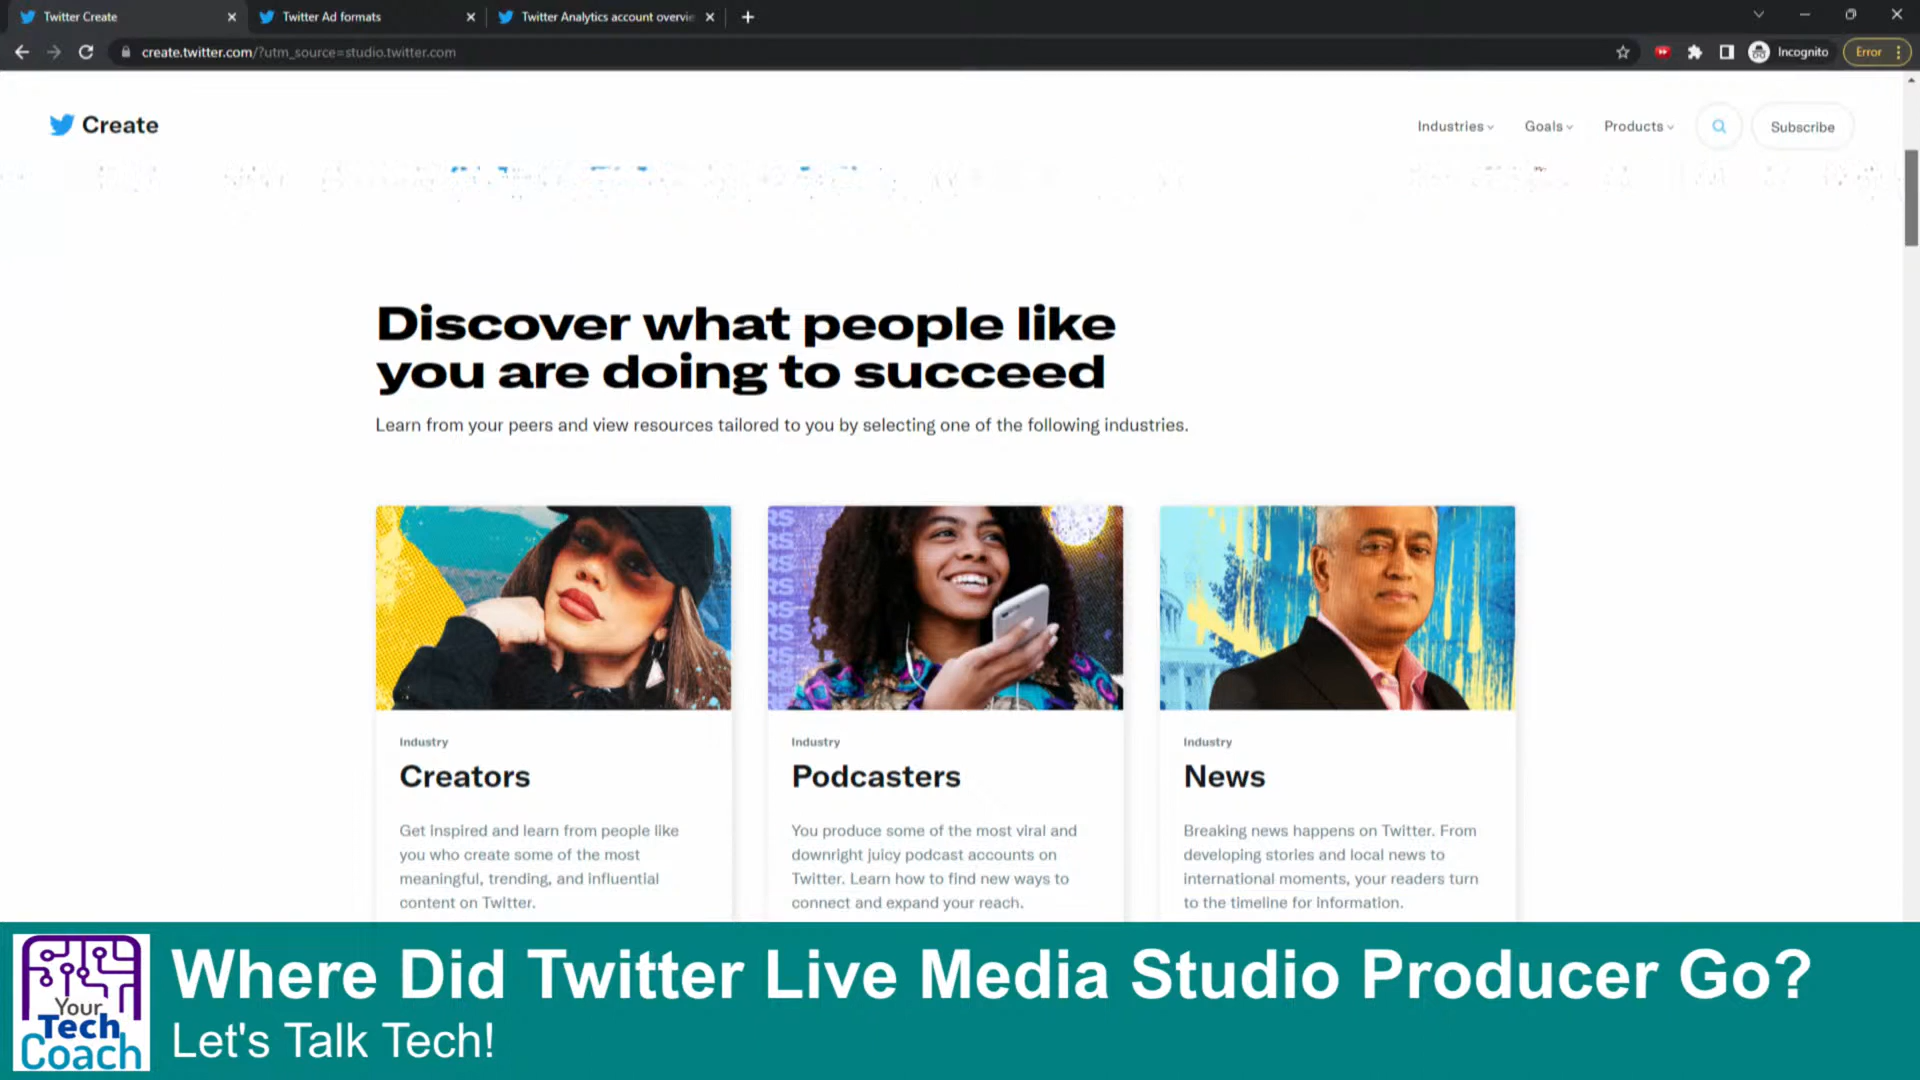 Twitter Create
Twitter Ad formats
Twitter Analytics account overvie
create.twitter.com/?utm_source=studio.twitter.com
Incognito
Error
Create
Industries
Goals
Products
Subscribe
Discover what people like
you are doing to succeed
Learn from your peers and view resources tailored to you by selecting one of the following industries.
Industry
Creators
Get inspired and learn from people like
you who create some of the most
meaningful, trending, and influential
content on Twitter.
Industry
Podcasters
You produce some of the most viral and
downright juicy podcast accounts on
Twitter. Learn how to find new ways to
connect and expand your reach.
Industry
News
Breaking news happens on Twitter. From
developing stories and local news to
international moments, your readers turn
to the timeline for information.
Your
Tech
Coach
Where Did Twitter Live Media Studio Producer Go?
Let's Talk Tech!